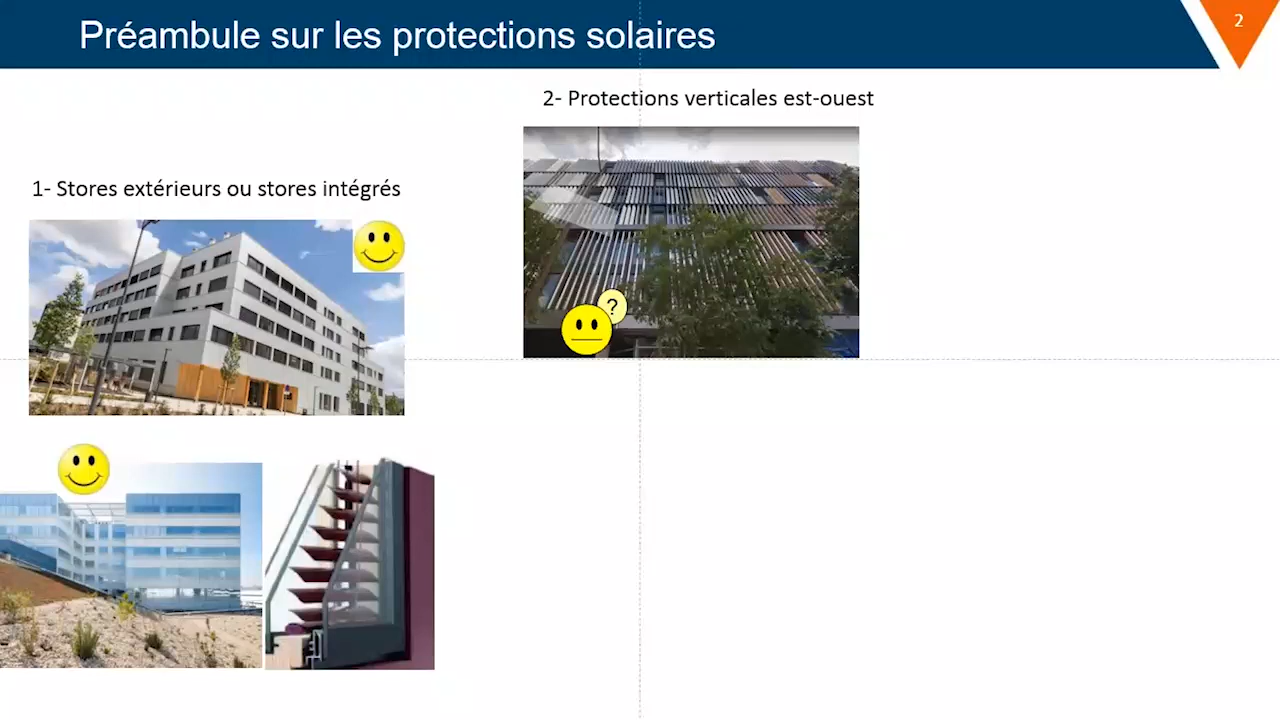 Préambule sur les protections solaires
2
2- Protections verticales est-ouest
1- Stores extérieurs ou stores intégrés
?